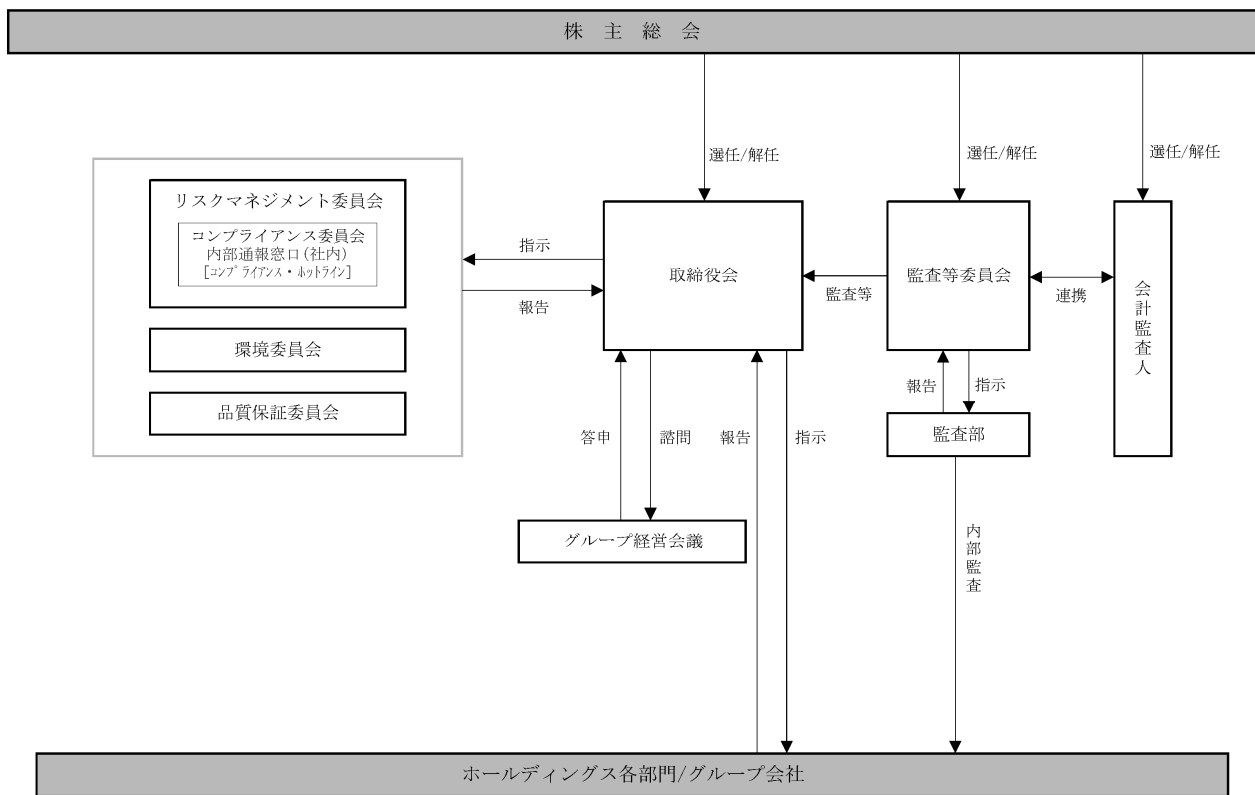 株 主 総 会
選任/解任
選任/解任
選任/解任
リスクマネジメント委員会
コンプライアンス委員会
内部通報窓口(社内)
[ｺﾝﾌﾟﾗｲｱﾝｽ・ﾎｯﾄﾗｲﾝ]
環境委員会
品質保証委員会
指示
報告
取締役会
監査等
監査等委員会
連携
会計監査人
報告
指示
監査部
答申
諮問
報告
指示
グループ経営会議
内部監査
ホールディングス各部門/グループ会社